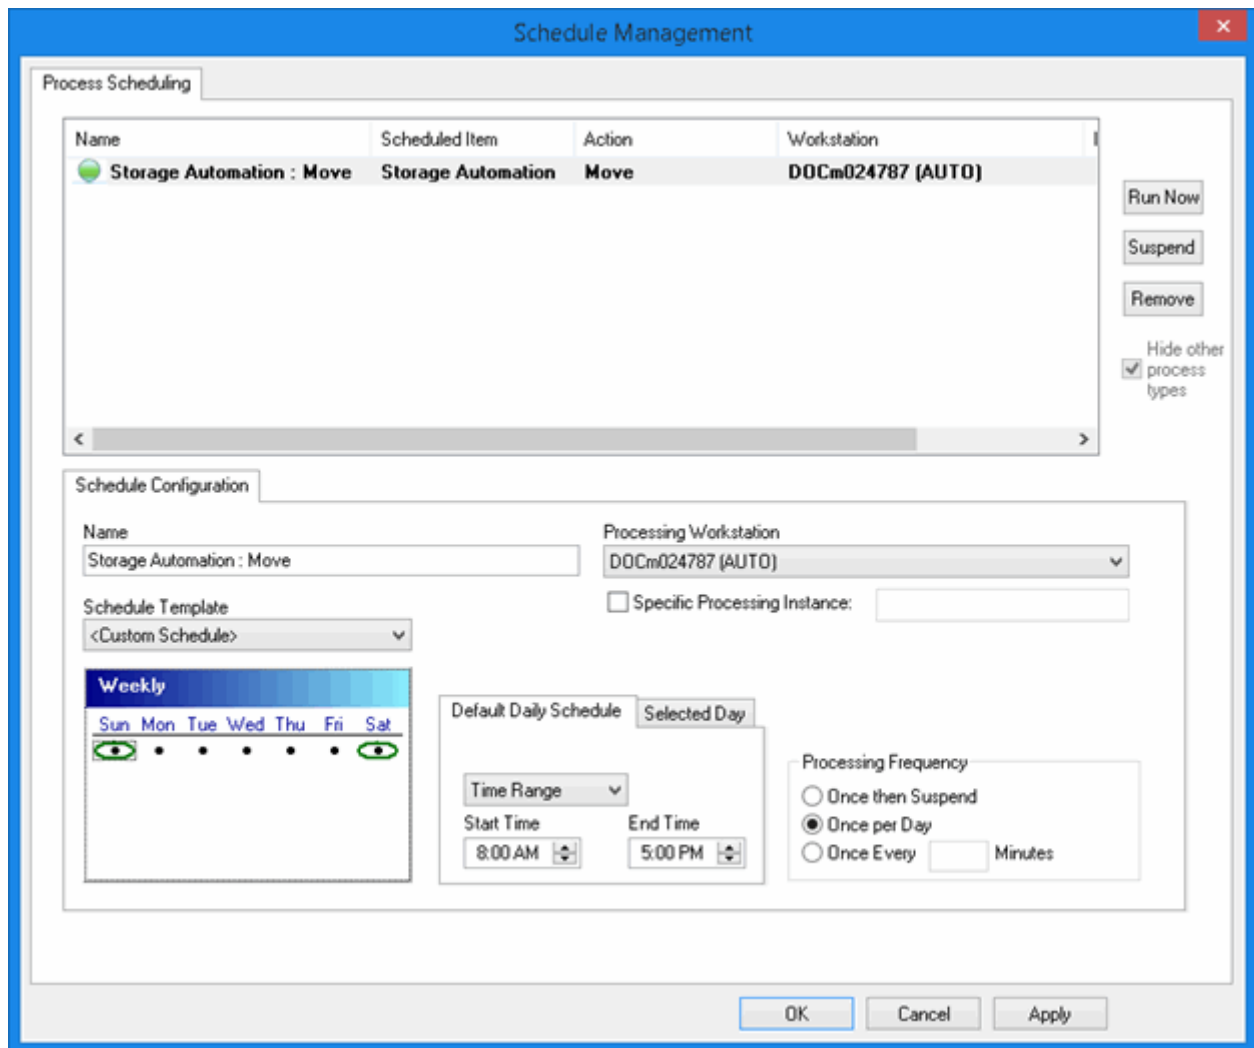 Schedule Management
Process Scheduling
Name Scheduled Item Action Workstation
Storage Automation : Move Storage Automation Move DOCm024787 (AUTO)
Run Now
Suspend
Remove
Hide other
process
types
Schedule Configuration
Name Processing Workstation
Storage Automation : Move DOCm024787 (AUTO)
Specific Processing Instance:
Schedule Template
<Custom Schedule>
Weekly
Sun Mon Tue Wed Thu Fri Sat
Default Daily Schedule Selected Day
Time Range
Start Time End Time
8:00 AM 5:00 PM
Processing Frequency
Once then Suspend
Once per Day
Once Every Minutes
OK Cancel Apply